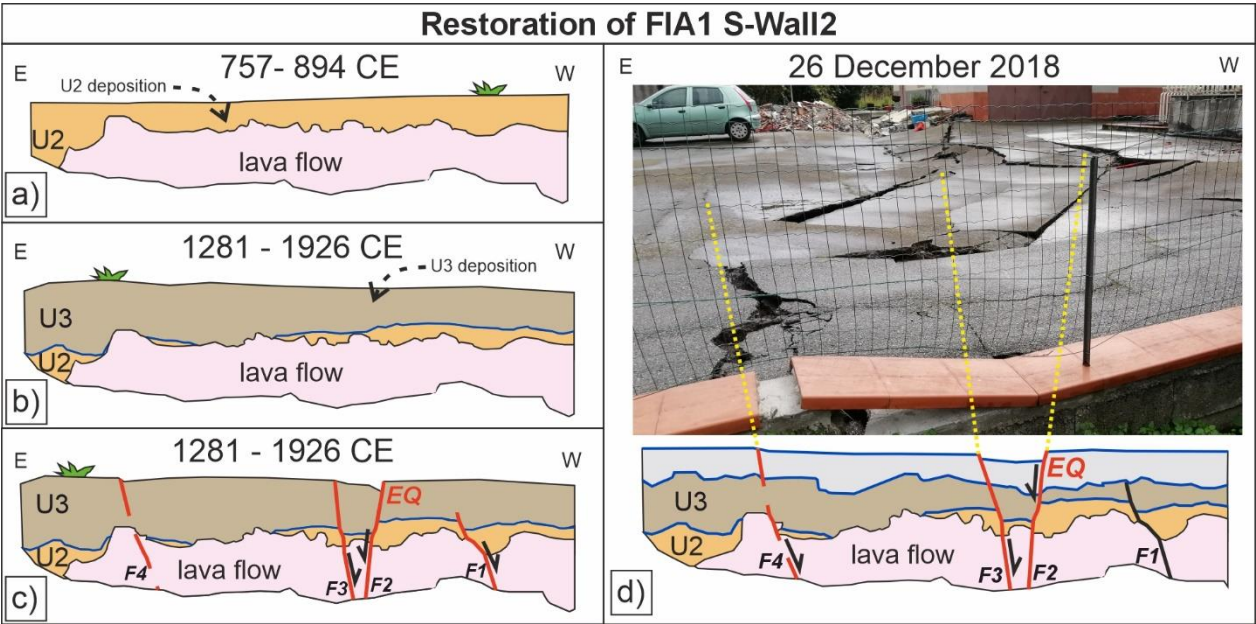 Restoration of FIA1 S-Wall2
E
757- 894 CE
W
U2 deposition
U2
lava flow
a)
E
1281 - 1926 CE
W
U3 deposition
U3
U2
lava flow
b)
E
1281 - 1926 CE
W
U3
EQ
U2
F4
lava flow
F3
F2
F1
c)
E
26 December 2018
W
EQ
U3
U2
F4
lava flow
F3
F2
F1
d)